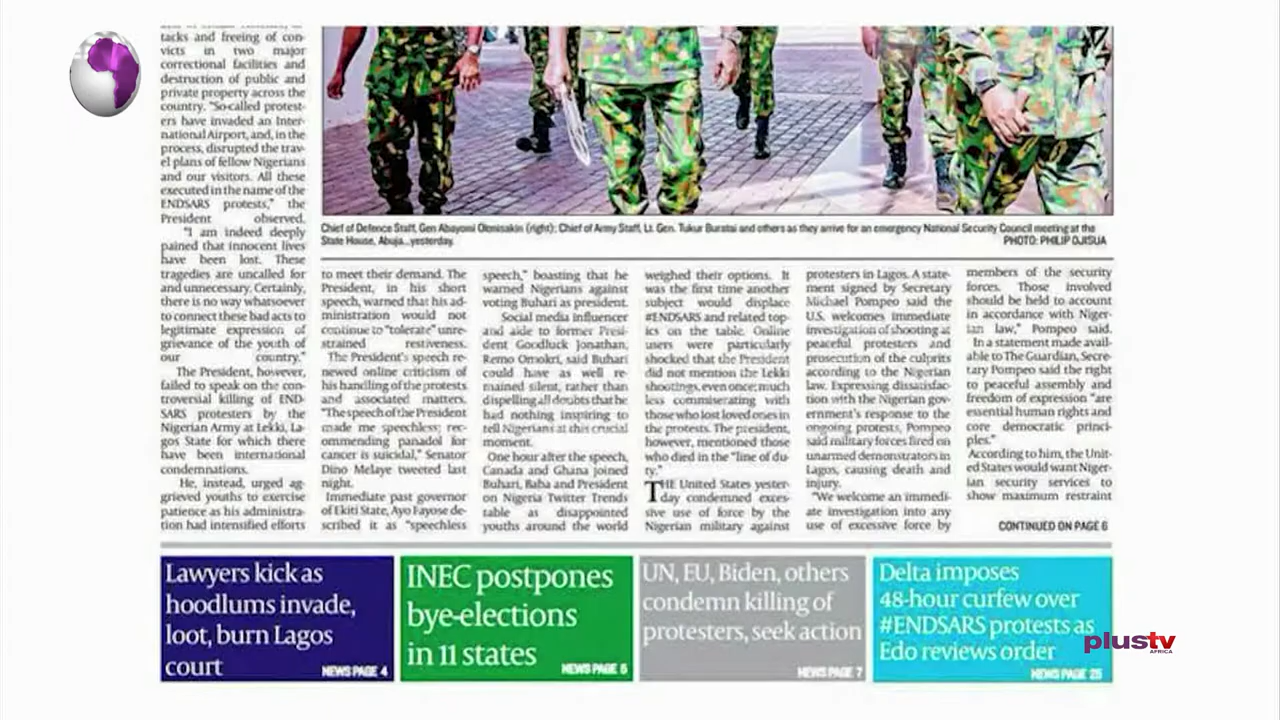 tacks and freeing of con-
victs in two major
correctional facilities and
destruction of public and
private property across the
country. "So-called protest-
ers have invaded an Inter-
national Airport, and, in the
process, disrupted the trav-
el plans of fellow Nigerians
and our visitors. All these
executed in the name of the
ENDSARS protests," the
President observed.
"I am indeed deeply
pained that innocent lives
have been lost. These
tragedies are uncalled for
and unnecessary. Certainly,
there is no way whatsoever
to connect these bad acts to
legitimate expression of
grievance of the youth of
our country."
The President, however,
failed to speak on the con-
troversial killing of END-
SARS protesters by the
Nigerian Army at Lekki, La-
gos State for which there
have been international
condemnations.
He, instead, urged ag-
grieved youths to exercise
patience as his administra-
tion had intensified efforts
Chief of Defence Staff, Gen Abayomi Olonisakin (right); Chief of Army Staff, Lt. Gen. Tukur Buratai and others as they arrive for an emergency National Security Council meeting at the
State House, Abuja...yesterday.
PHOTO: PHILIP OJISUA
to meet their demand. The
President, in his short
speech, warned that his ad-
ministration would not
continue to "tolerate" unre-
strained restiveness.
The President's speech re-
newed online criticism of
his handling of the protests
and associated matters.
"The speech of the President
made me speechless; rec-
ommending panadol for
cancer is suicidal," Senator
Dino Melaye tweeted last
night.
Immediate past governor
of Ekiti State, Ayo Fayose de-
scribed it as "speechless
speech," boasting that he
warned Nigerians against
voting Buhari as president.
Social media influencer
and aide to former Presi-
dent Goodluck Jonathan,
Remo Omokri, said Buhari
could have as well re-
mained silent, rather than
dispelling all doubts that he
had nothing inspiring to
tell Nigerians at this crucial
moment.
One hour after the speech,
Canada and Ghana joined
Buhari, Baba and President
on Nigeria Twitter Trends
table as disappointed
youths around the world
weighed their options. It
was the first time another
subject would displace
#ENDSARS and related top-
ics on the table. Online
users were particularly
shocked that the President
did not mention the Lekki
shootings, even once; much
less commiserating with
those who lost loved ones in
the protests. The president,
however, mentioned those
who died in the "line of du-
ty."
THE United States yester-
day condemned exces-
sive use of force by the
Nigerian military against
protesters in Lagos. A state-
ment signed by Secretary
Michael Pompeo said the
U.S. welcomes immediate
investigation of shooting at
peaceful protesters and
prosecution of the culprits
according to the Nigerian
law. Expressing dissatisfac-
tion with the Nigerian gov-
ernment's response to the
ongoing protests, Pompeo
said military forces fired on
unarmed demonstrators in
Lagos, causing death and
injury.
"We welcome an immedi-
ate investigation into any
use of excessive force by
members of the security
forces. Those involved
should be held to account
in accordance with Niger-
ian law," Pompeo said.
In a statement made avail-
able to The Guardian, Secre-
tary Pompeo said the right
to peaceful assembly and
freedom of expression "are
essential human rights and
core democratic princi-
ples."
According to him, the Unit-
ed States would want Niger-
ian security services to
show maximum restraint
CONTINUED ON PAGE 6
Lawyers kick as
hoodlums invade,
loot, burn Lagos
court
NEWS PAGE 4
INEC postpones
bye-elections
in 11 states
NEWS PAGE 5
UN, EU, Biden, others
condemn killing of
protesters, seek action
NEWS PAGE 7
Delta imposes
48-hour curfew over
#ENDSARS protests as
Edo reviews order
NEWS PAGE 25
plustv
AFRICA